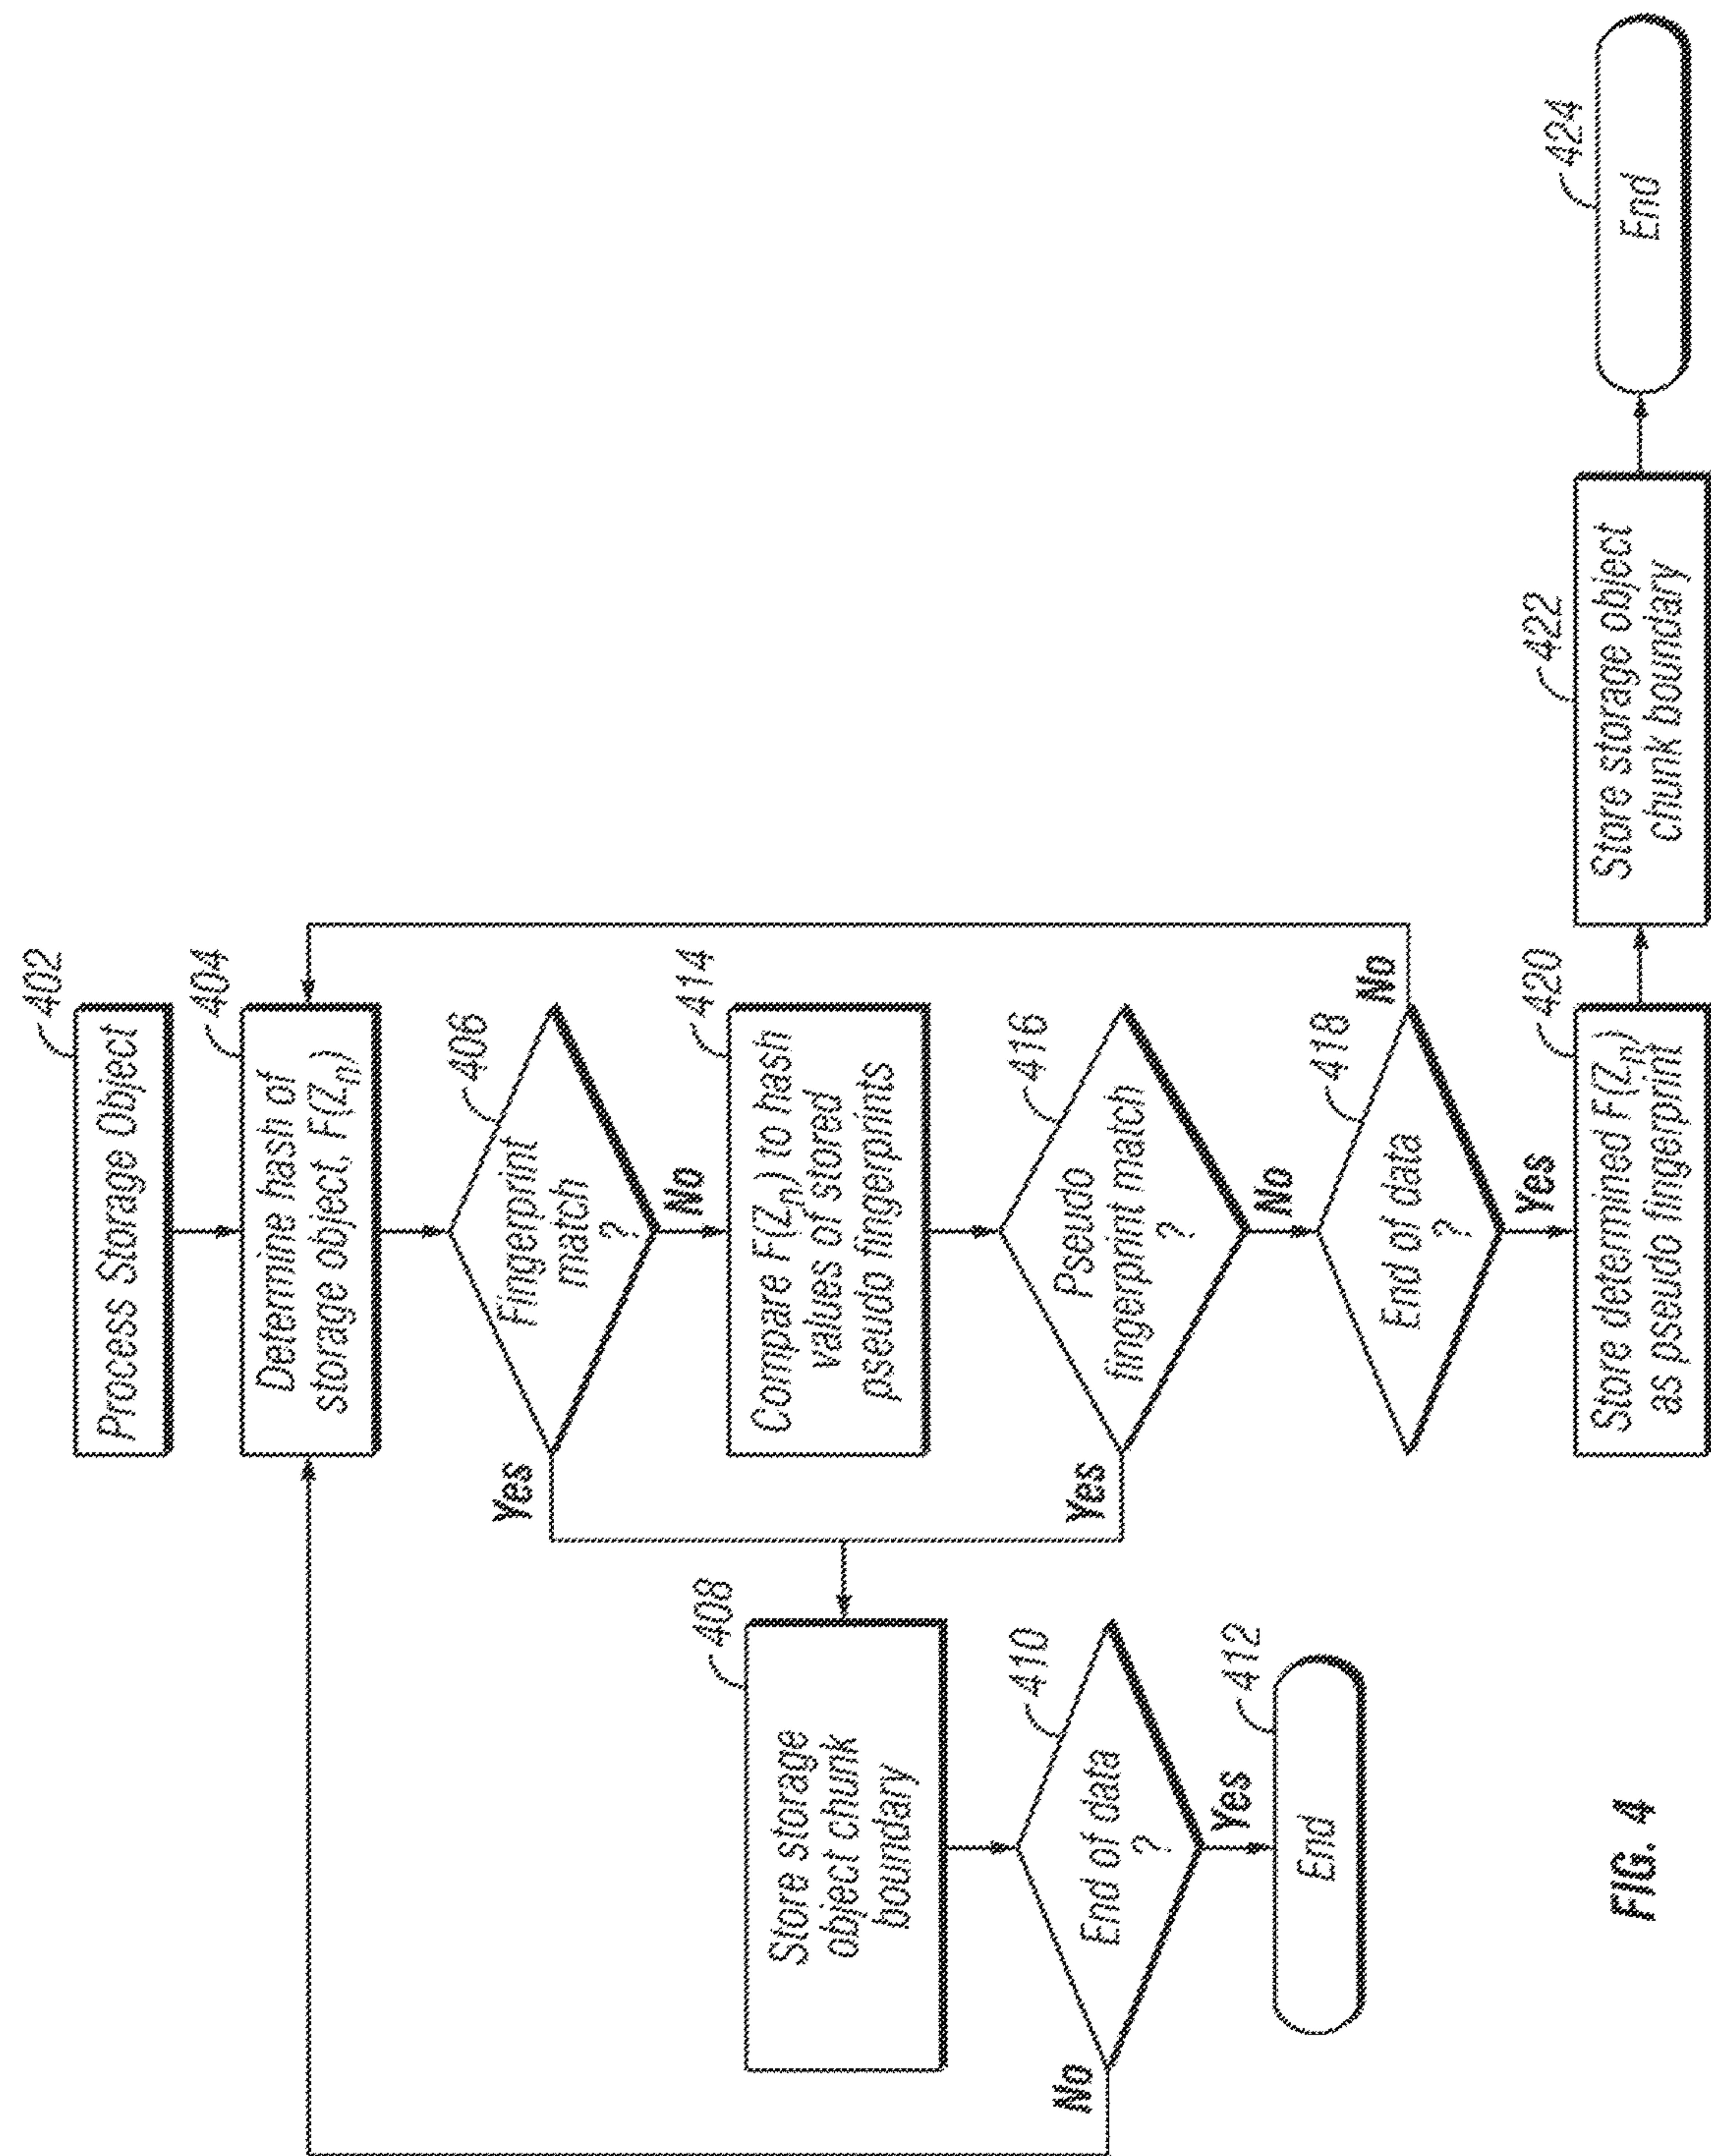 402
Process Storage Object
404
Determine hash of
storage object, F(Zn)
406
Fingerprint
match
?
Yes
No
414
Compare F(Zn) to hash
values of stored
pseudo fingerprints
416
Pseudo
fingerprint match
?
Yes
No
408
Store storage
object chunk
boundary
410
End of data
?
No
Yes
412
End
418
End of data
?
No
Yes
420
Store determined F(Zn)
as pseudo fingerprint
422
Store storage object
chunk boundary
424
End
FIG. 4